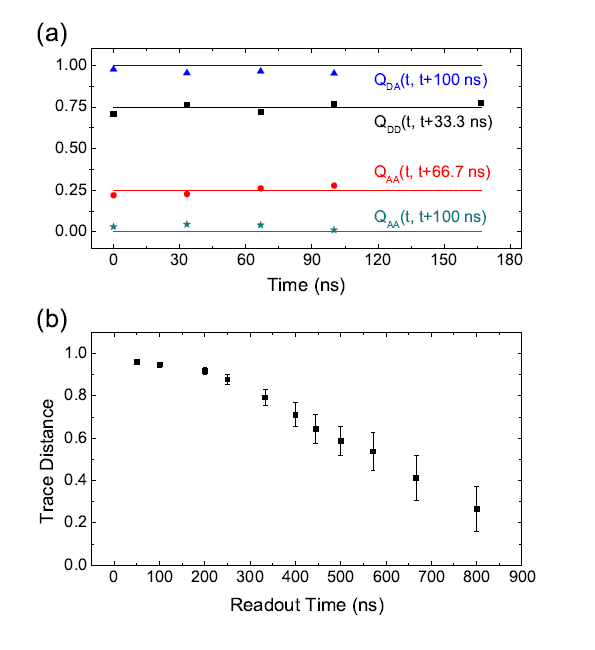 (a)
1.00
0.75
0.50
0.25
0.00
Q_DA(t, t+100 ns)
Q_DD(t, t+33.3 ns)
Q_AA(t, t+66.7 ns)
Q_AA(t, t+100 ns)
0 30 60 90 120 150 180
Time (ns)
(b)
Trace Distance
1.0
0.8
0.6
0.4
0.2
0.0
0 100 200 300 400 500 600 700 800 900
Readout Time (ns)